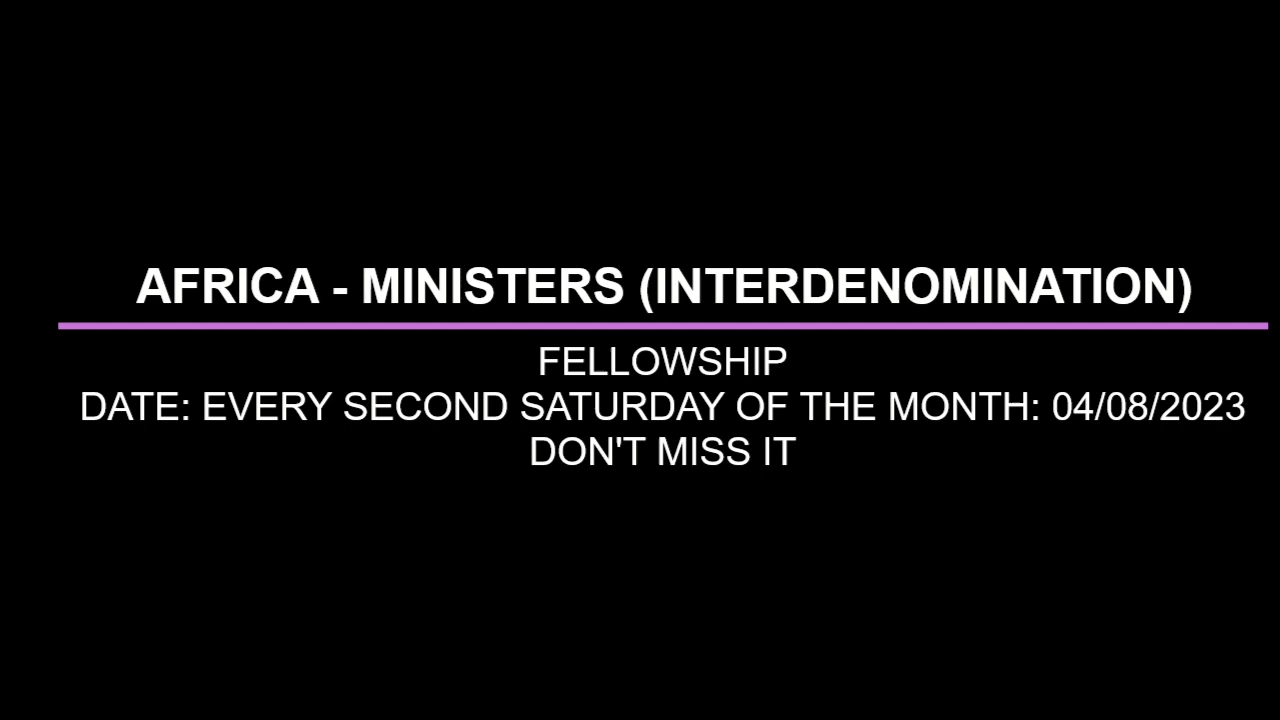 AFRICA - MINISTERS (INTERDENOMINATION)
FELLOWSHIP
DATE: EVERY SECOND SATURDAY OF THE MONTH: 04/08/2023
DON'T MISS IT